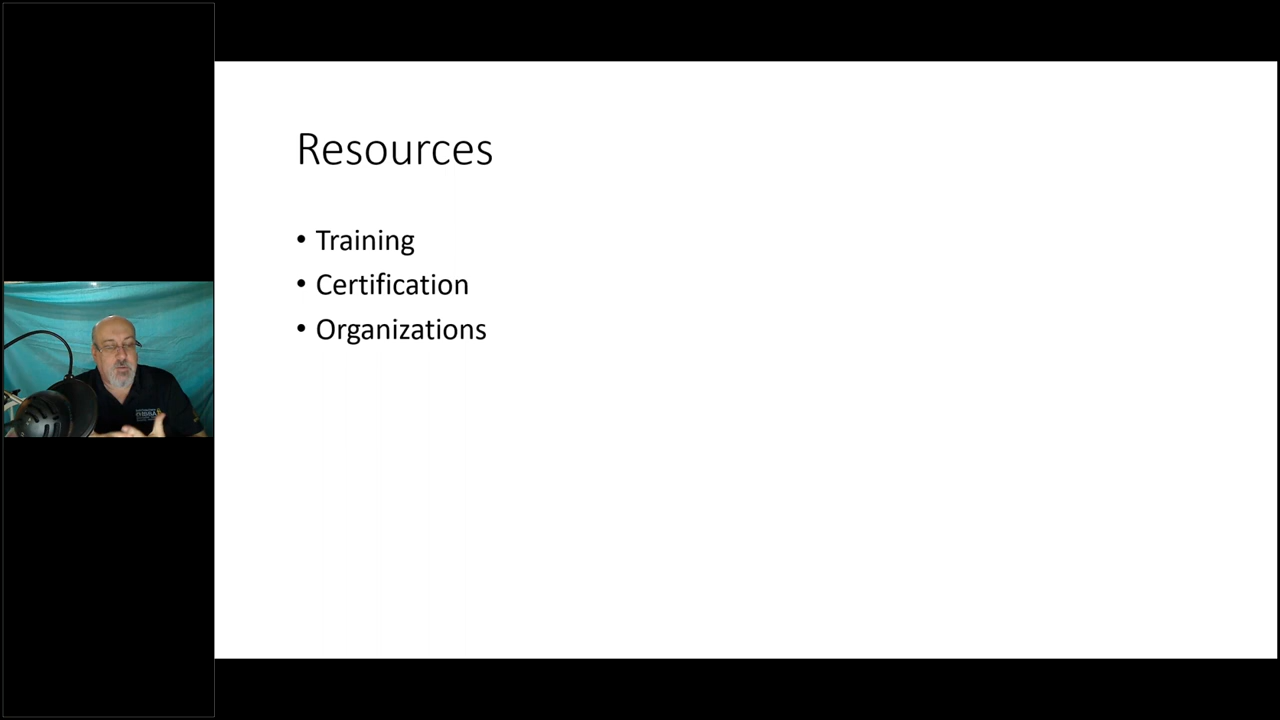 Resources
• Training
• Certification
• Organizations